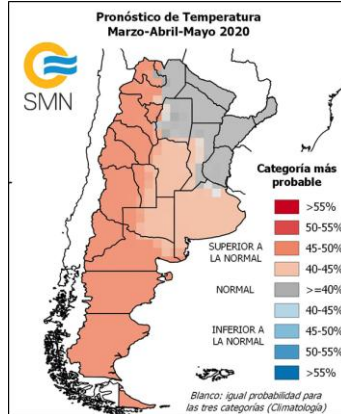 Pronóstico de Temperatura
Marzo-Abril-Mayo 2020
SMN
Categoría más
probable
>55%
50-55%
45-50%
SUPERIOR A
LA NORMAL
40-45%
NORMAL
>=40%
40-45%
INFERIOR A
LA NORMAL
45-50%
50-55%
>55%
Blanco: igual probabilidad para
las tres categorías (Climatología)